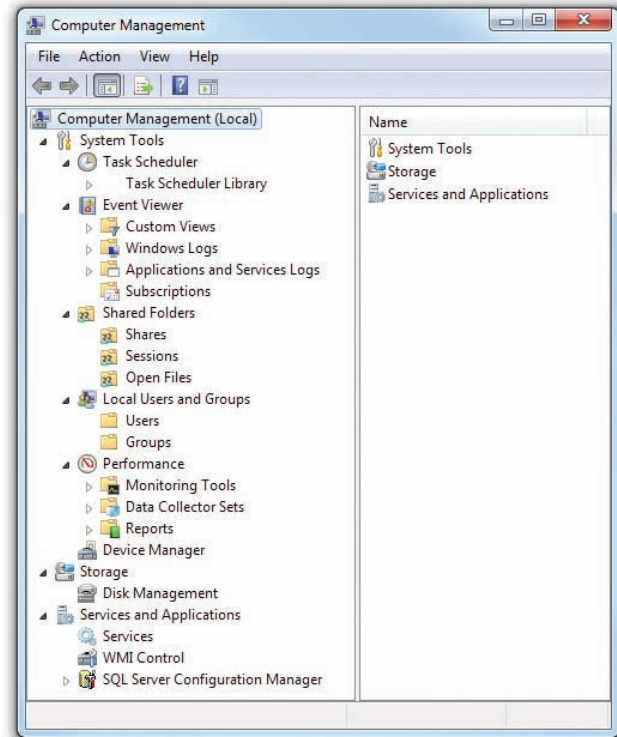 Computer Management
File Action View Help
Computer Management (Local)
System Tools
Task Scheduler
Task Scheduler Library
Event Viewer
Custom Views
Windows Logs
Applications and Services Logs
Subscriptions
Shared Folders
Shares
Sessions
Open Files
Local Users and Groups
Users
Groups
Performance
Monitoring Tools
Data Collector Sets
Reports
Device Manager
Storage
Disk Management
Services and Applications
Services
WMI Control
SQL Server Configuration Manager
Name
System Tools
Storage
Services and Applications